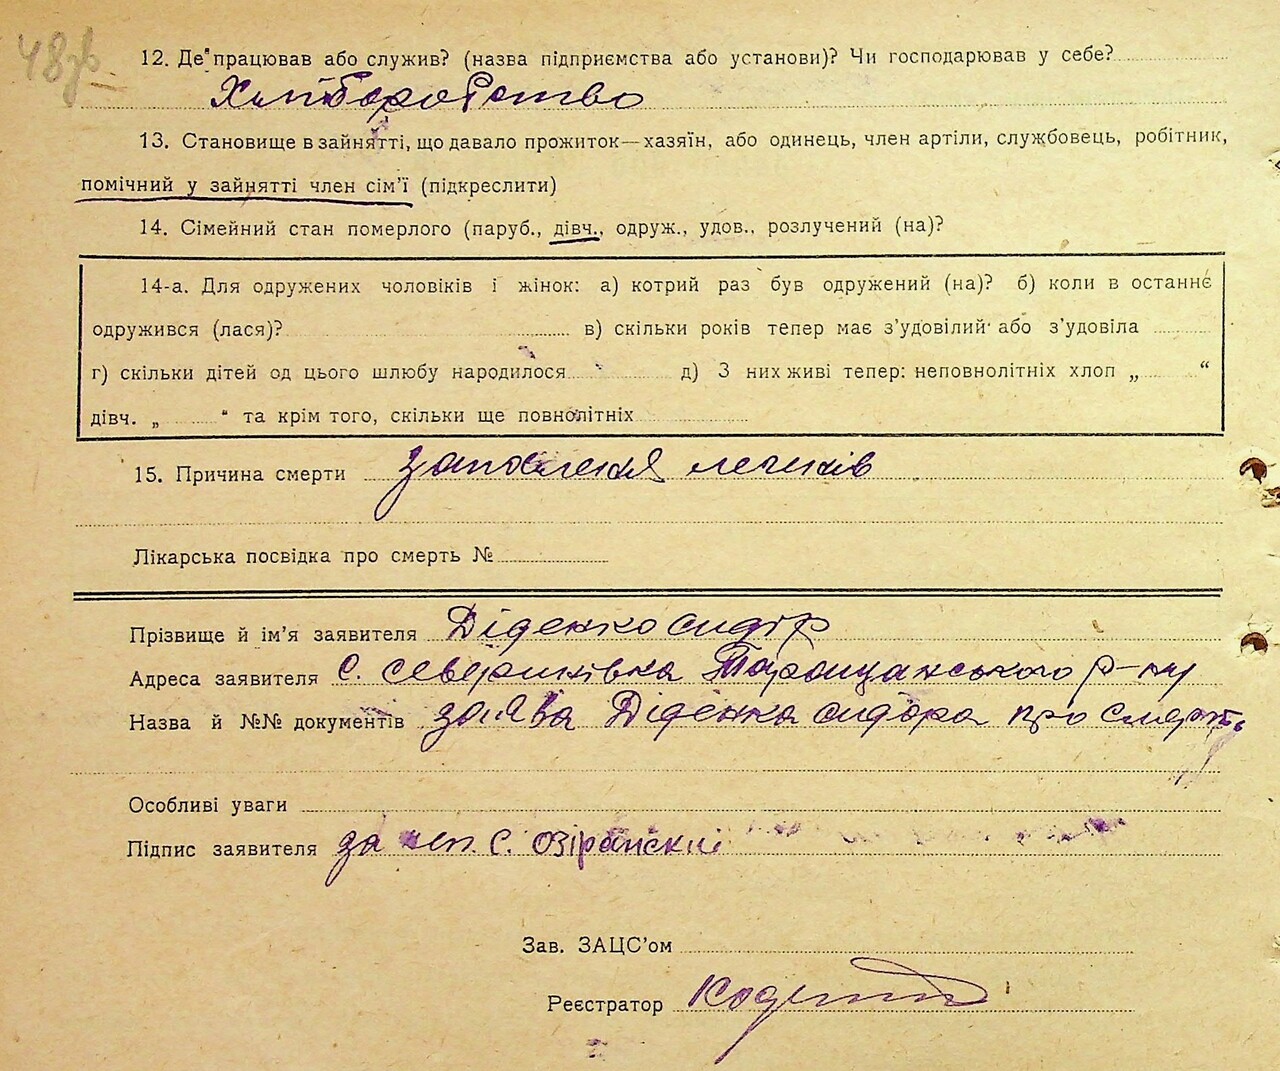 48зв
12. Де працював або служив? (назва підприємства або установи)? Чи господарював у себе?
Хліборобство
13. Становище в зайнятті, що давало прожиток—хазяїн, або одинець, член артіли, службовець, робітник,
помічний у зайнятті член сім'ї (підкреслити)
14. Сімейний стан померлого (паруб., дівч., одруж., удов., розлучений (на)?
14-а. Для одружених чоловіків і жінок: а) котрий раз був одружений (на)? б) коли в останнє
одружився (лася)? в) скільки років тепер має з'удовілий або з'удовіла
г) скільки дітей од цього шлюбу народилося д) З них живі тепер: неповнолітніх хлоп „ “
дівч. „ “ та крім того, скільки ще повнолітніх
15. Причина смерти запалення легенів
Лікарська посвідка про смерть №
Прізвище й ім'я заявителя Діденко Сидір
Адреса заявителя С. Северинівка Таращанського р-ну
Назва й №№ документів заява Діденка Сидора про смерть
Особливі уваги
Підпис заявителя за неп. С. Озіранский
Зав. ЗАЦС'ом
Реєстратор